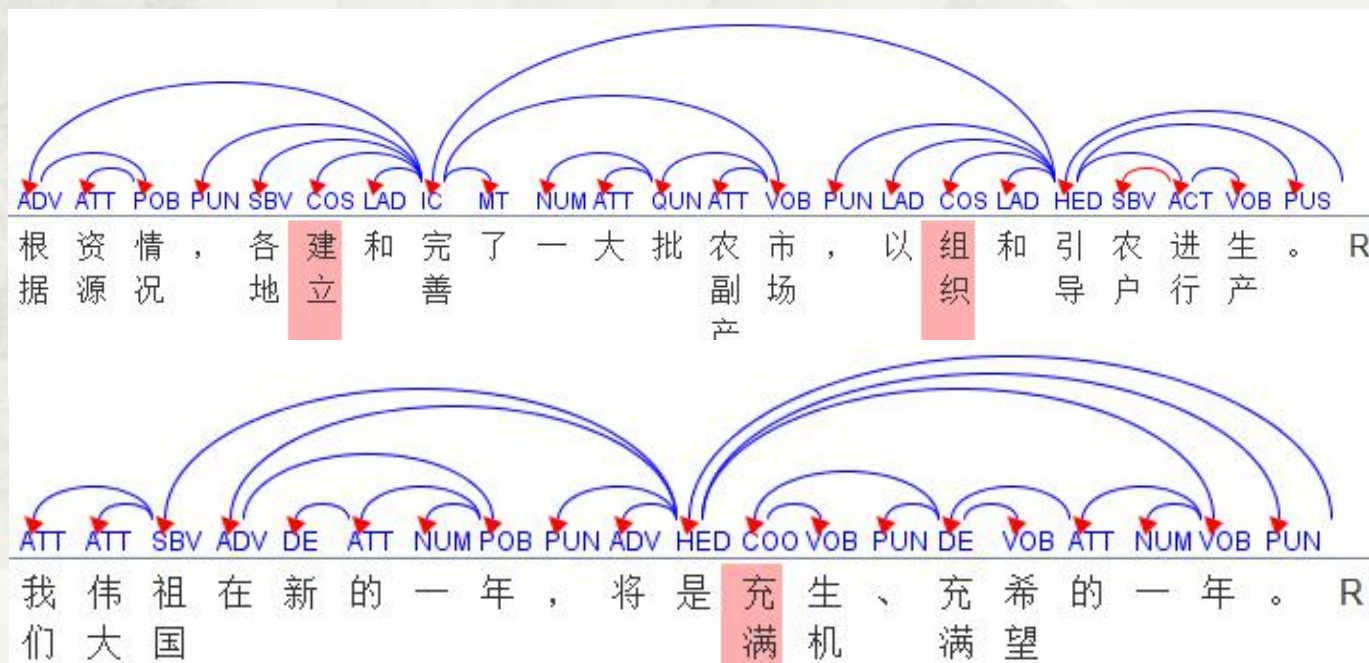 ADV ATT POB PUN SBV COS LAD IC MT NUM ATT QUN ATT VOB PUN LAD COS LAD HED SBV ACT VOB PUS
根据 资源 情况 ， 各地 建立 和 完善 了 一 大 批 农副产 市场 ， 以 组织 和 引导 农户 进行 生产 。 R
ATT ATT SBV ADV DE ATT NUM POB PUN ADV HED COO VOB PUN DE VOB ATT NUM VOB PUN
我们 伟大 祖国 在 新 的 一 年 ， 将 是 充满 生机 、 充满 希望 的 一 年 。 R